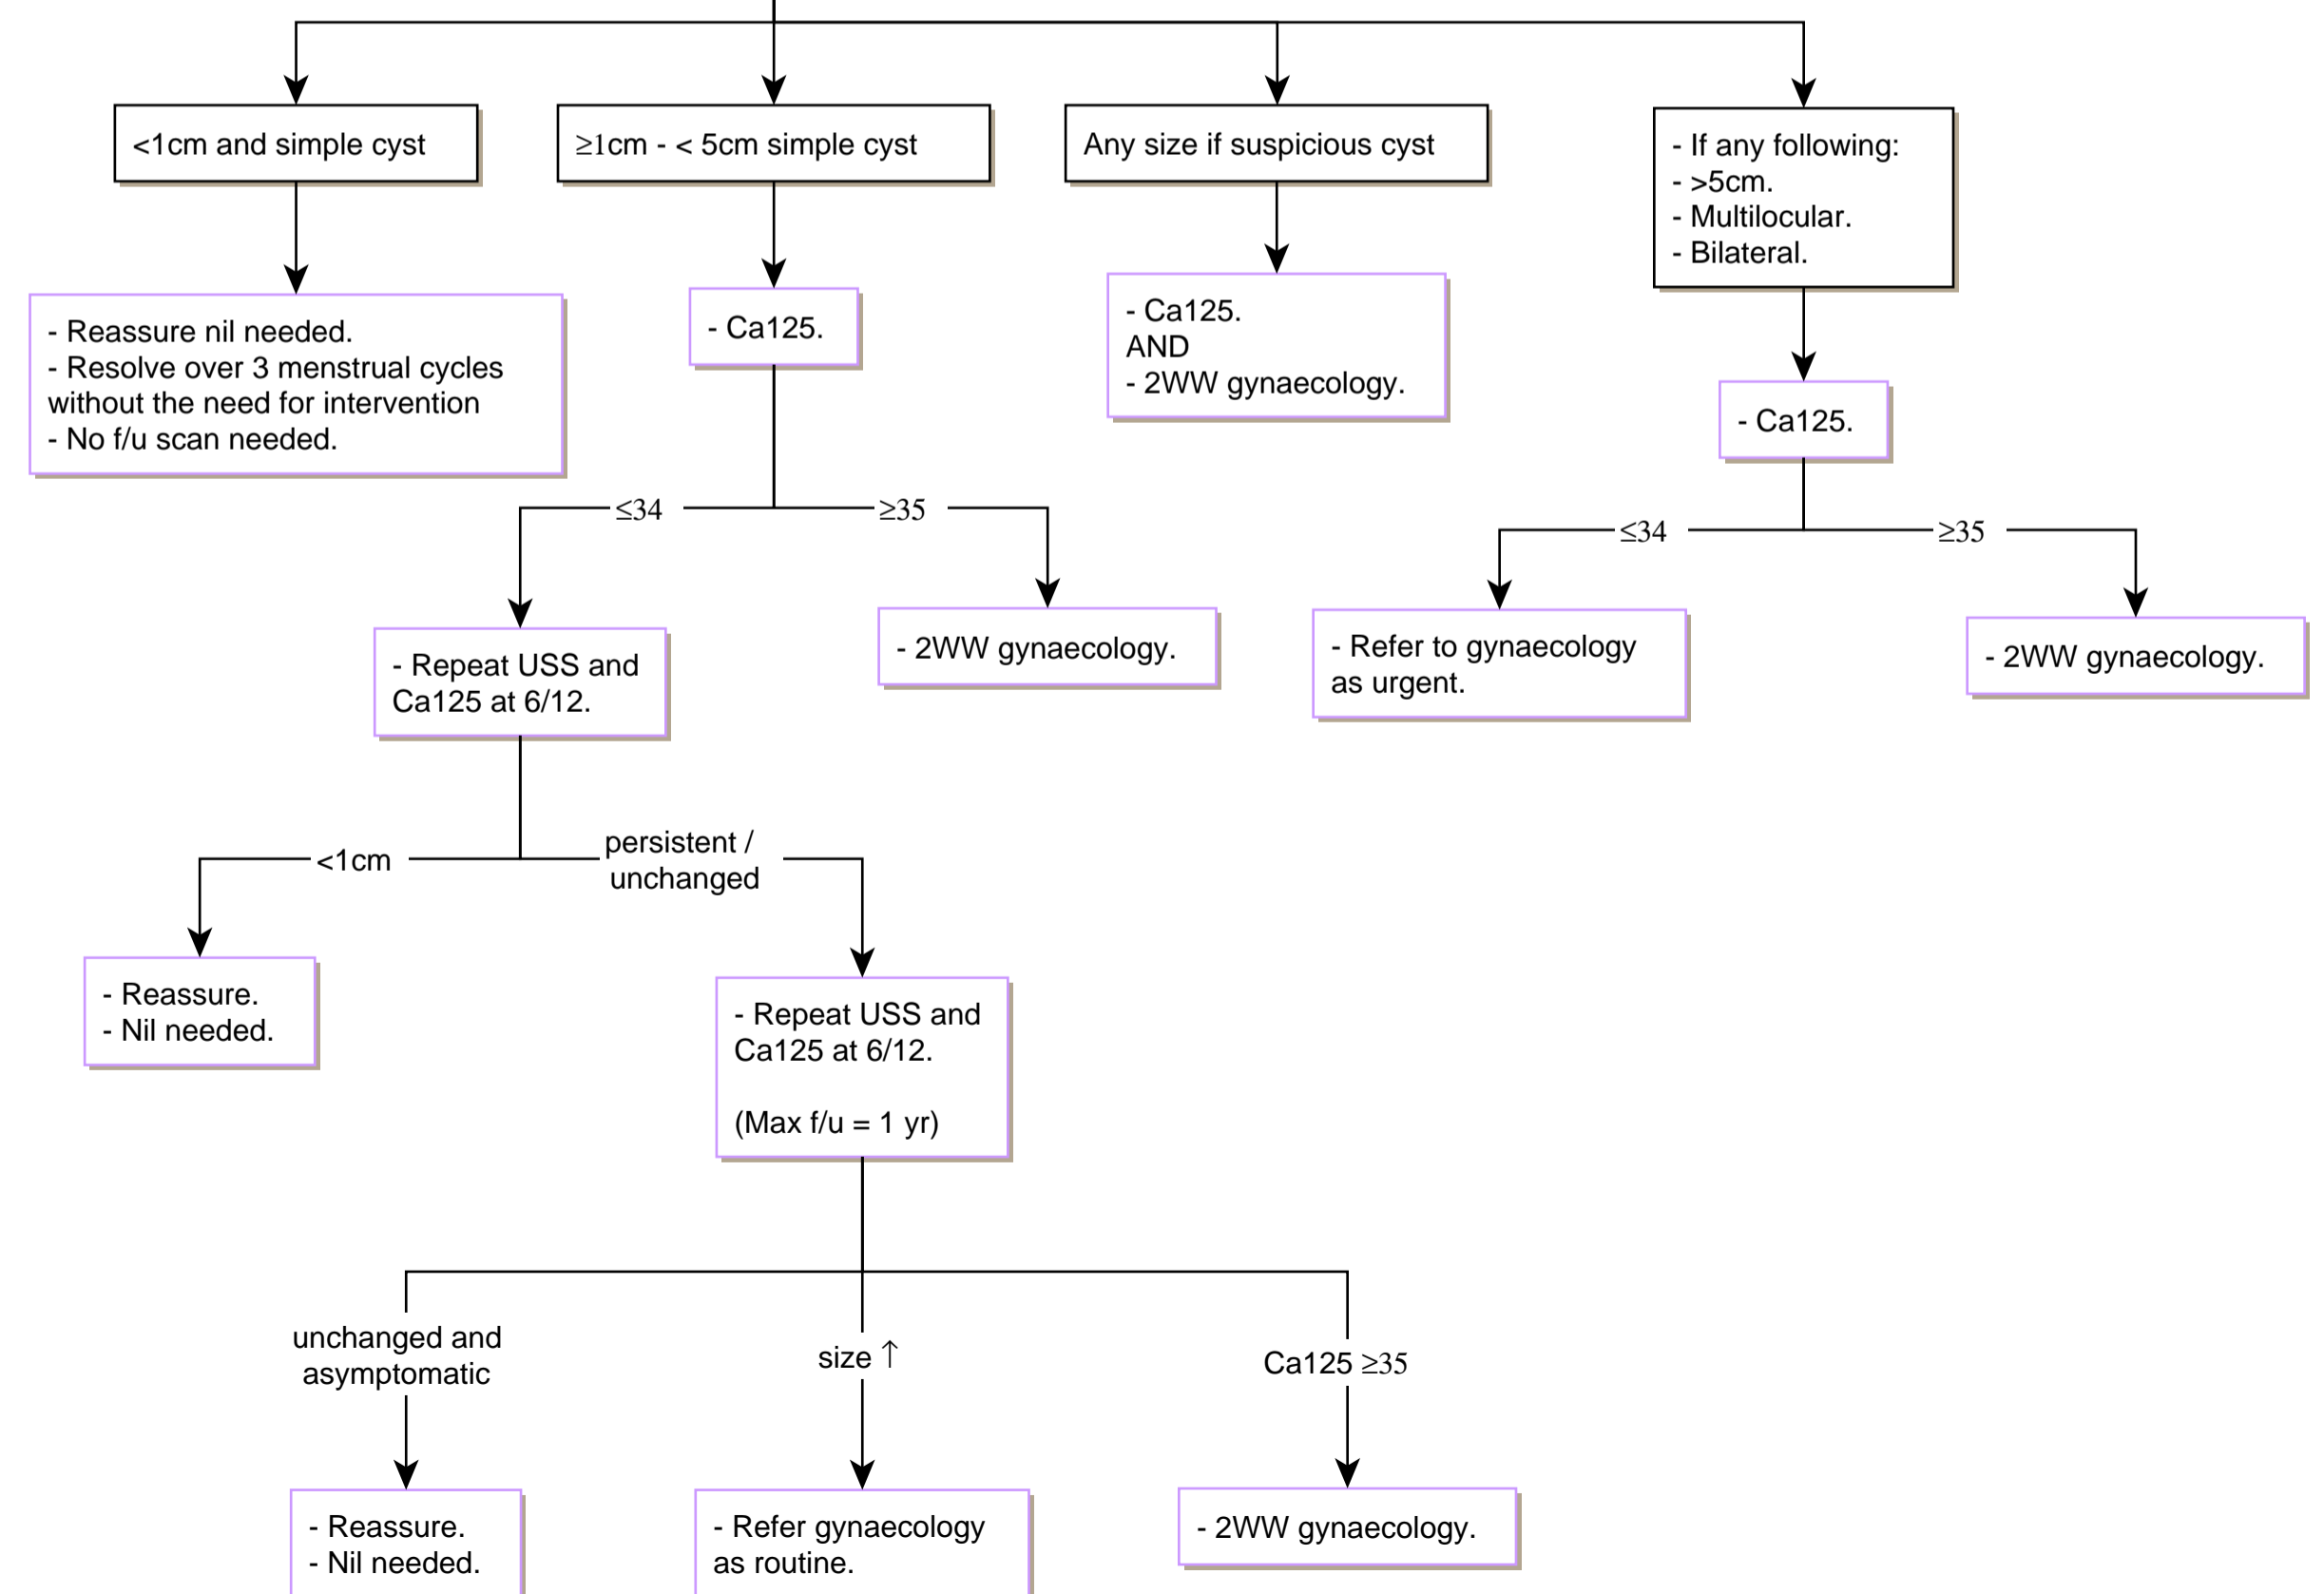 <1cm and simple cyst
≥1cm - < 5cm simple cyst
Any size if suspicious cyst
- If any following:
- >5cm.
- Multilocular.
- Bilateral.
- Reassure nil needed.
- Resolve over 3 menstrual cycles
without the need for intervention
- No f/u scan needed.
- Ca125.
- Ca125.
AND
- 2WW gynaecology.
- Ca125.
≤34
≥35
≤34
≥35
- Repeat USS and
Ca125 at 6/12.
- 2WW gynaecology.
- Refer to gynaecology
as urgent.
- 2WW gynaecology.
<1cm
persistent /
unchanged
- Reassure.
- Nil needed.
- Repeat USS and
Ca125 at 6/12.
(Max f/u = 1 yr)
unchanged and
asymptomatic
size ↑
Ca125 ≥35
- Reassure.
- Nil needed.
- Refer gynaecology
as routine.
- 2WW gynaecology.